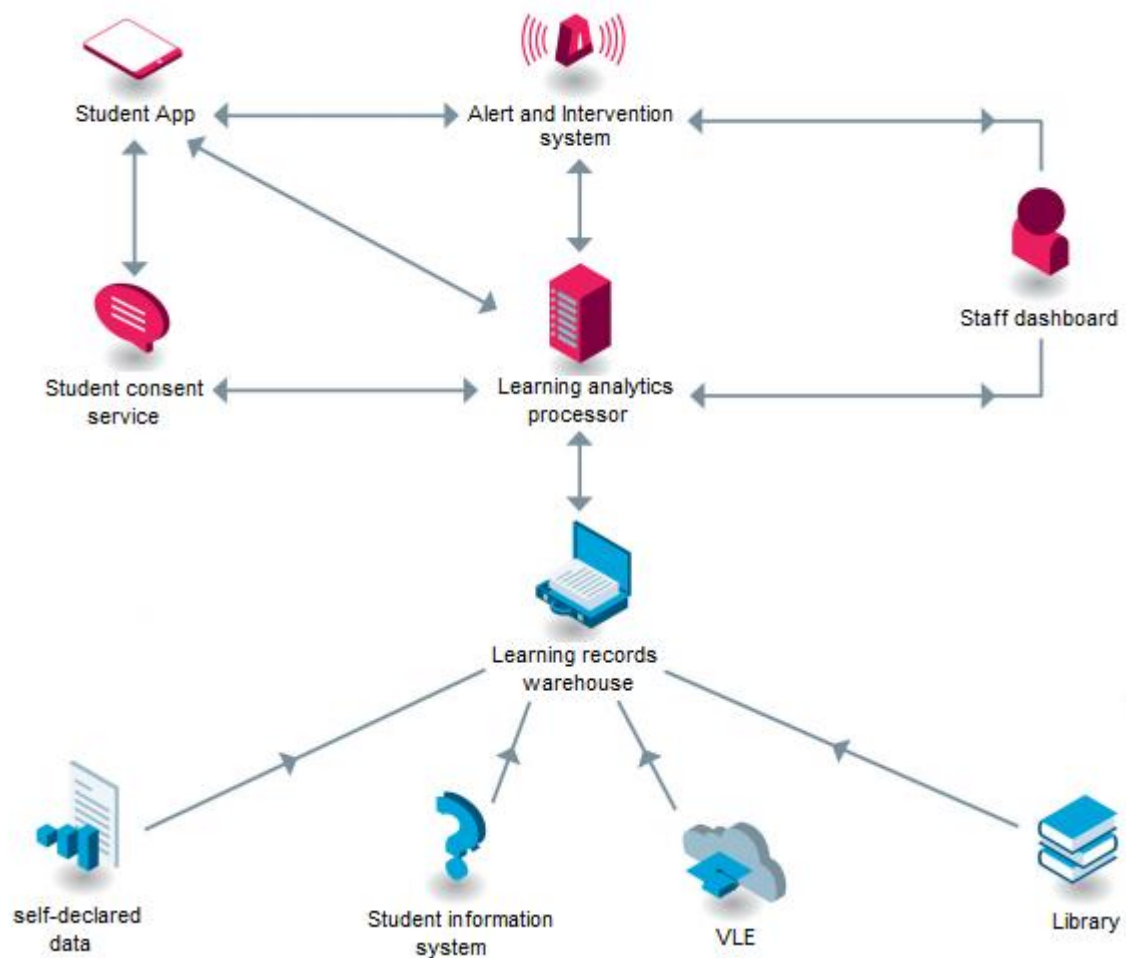 Student App
Alert and Intervention
system
Staff dashboard
Student consent
service
Learning analytics
processor
Learning records
warehouse
self-declared
data
Student information
system
VLE
Library